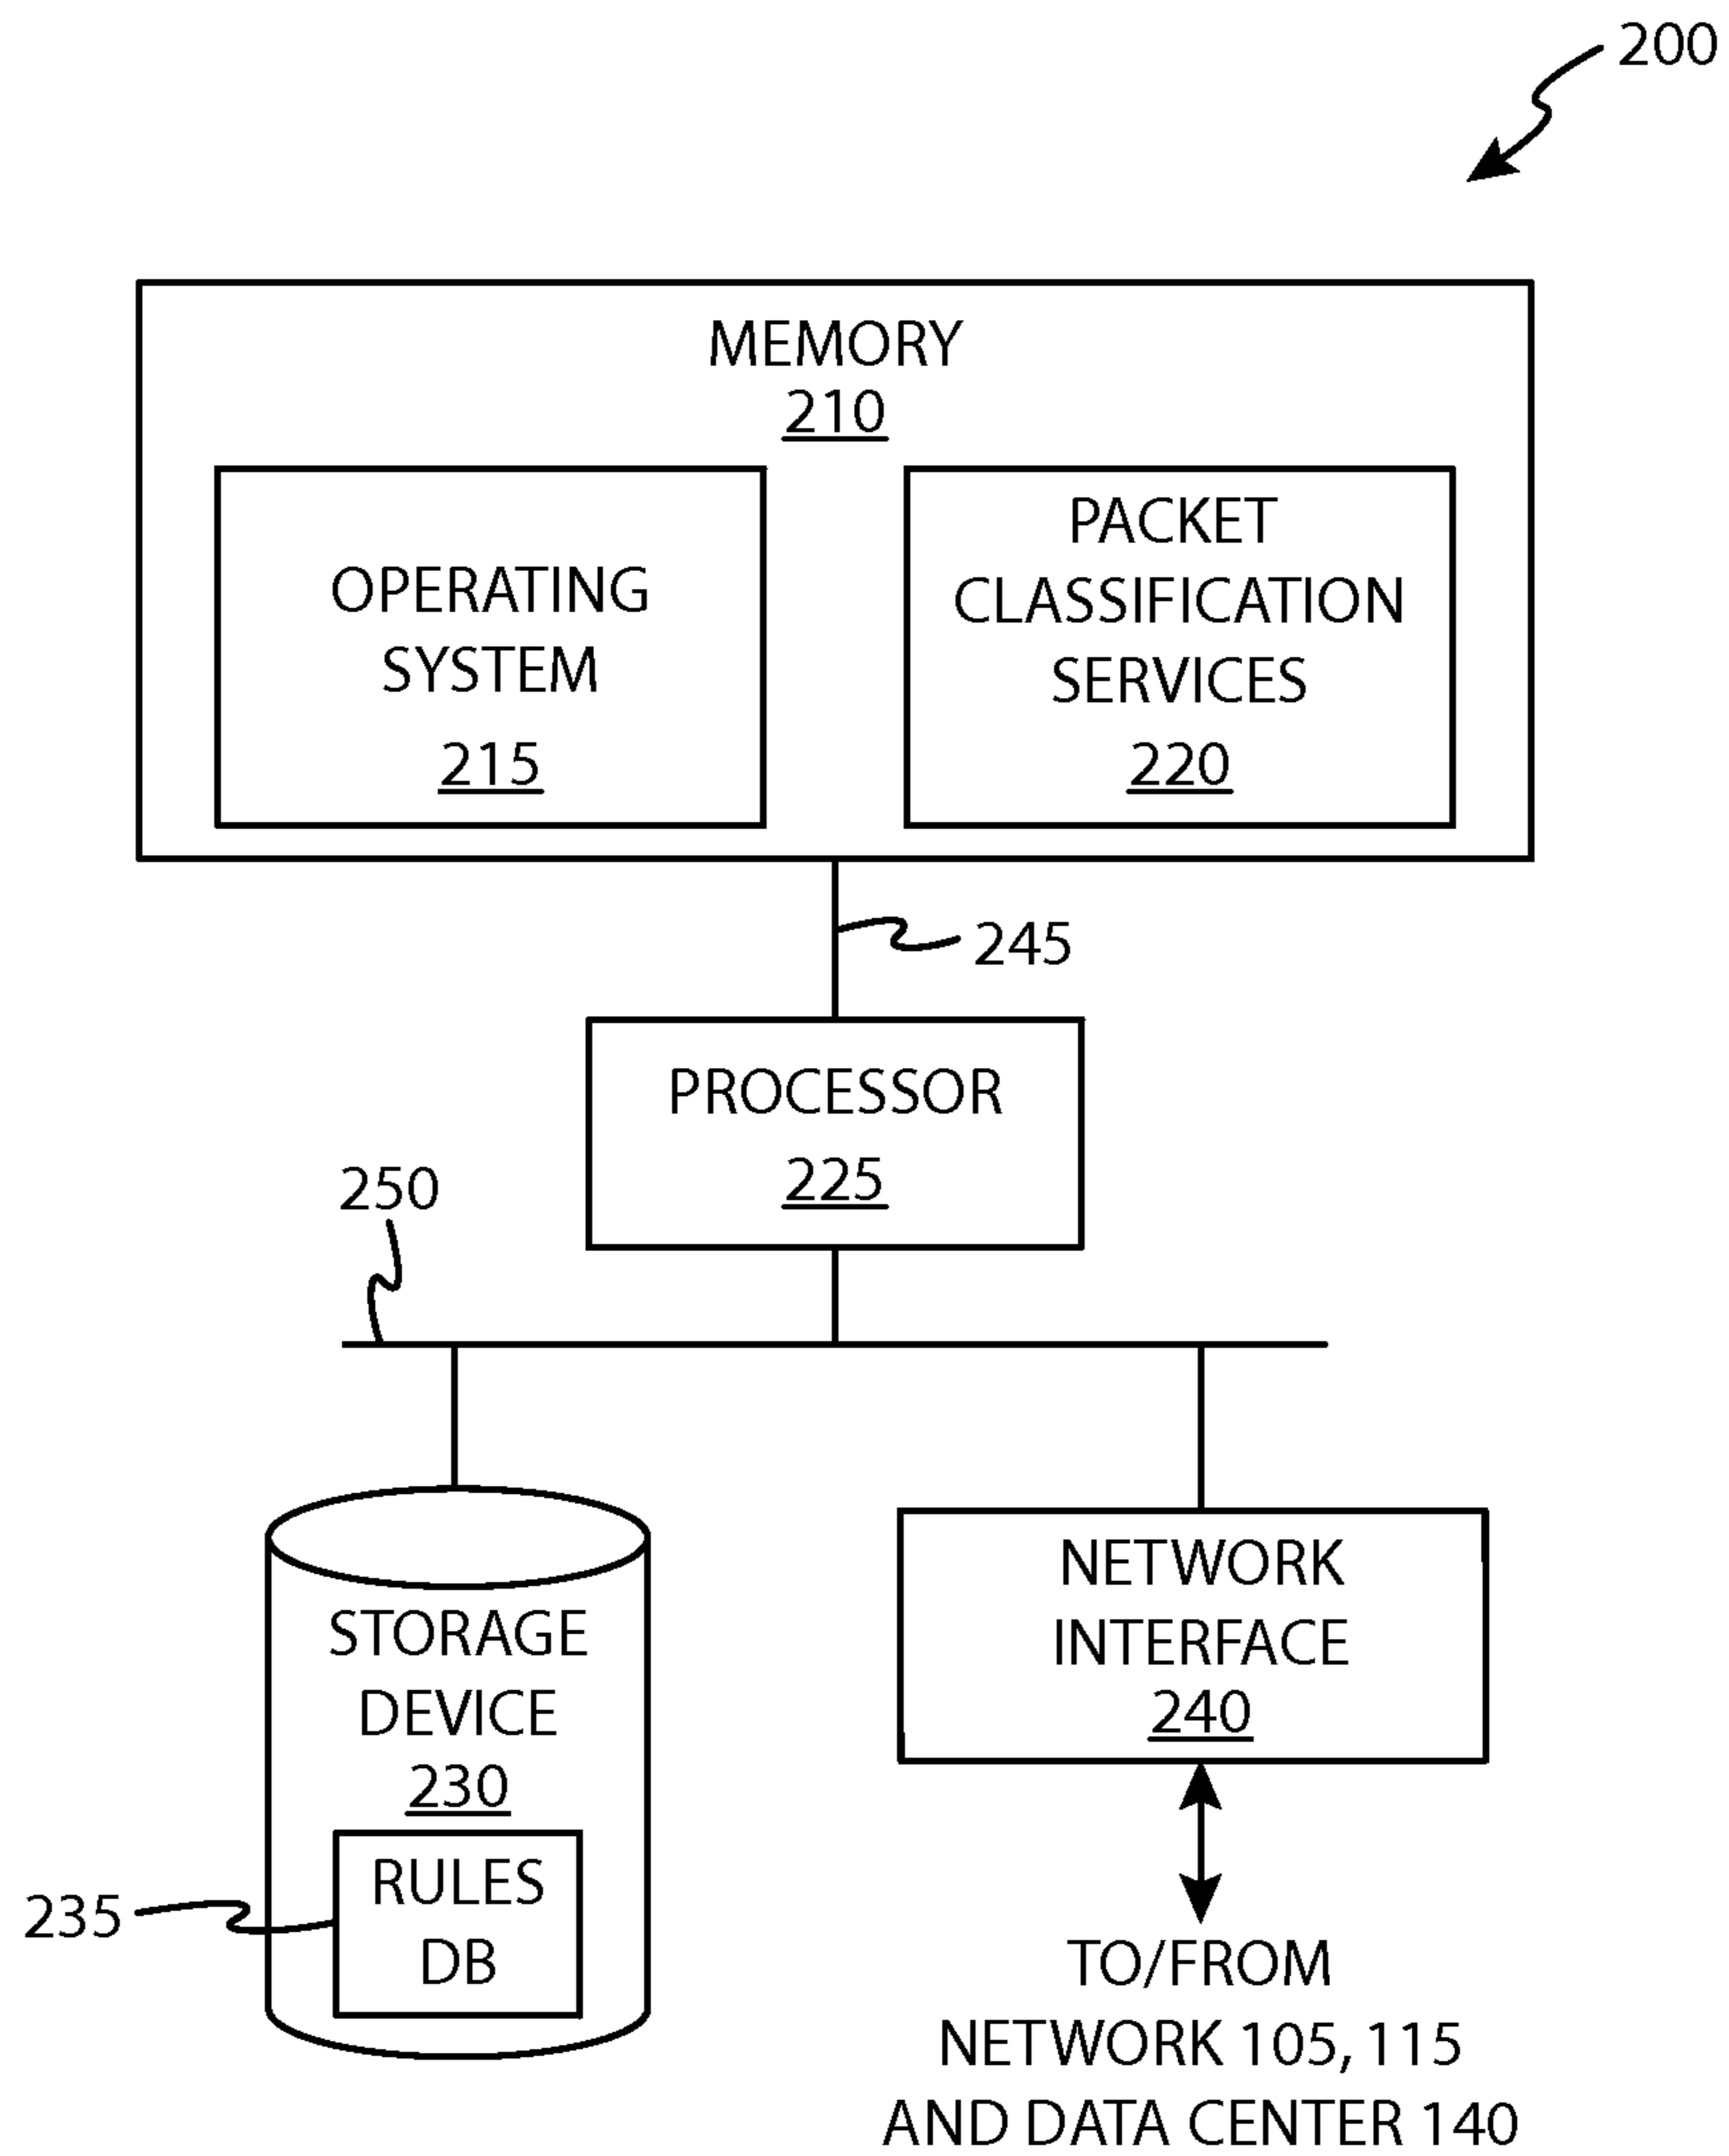 200
MEMORY
210
OPERATING
SYSTEM
215
PACKET
CLASSIFICATION
SERVICES
220
245
PROCESSOR
225
250
STORAGE
DEVICE
230
RULES
DB
235
NETWORK
INTERFACE
240
TO/FROM
NETWORK 105, 115
AND DATA CENTER 140